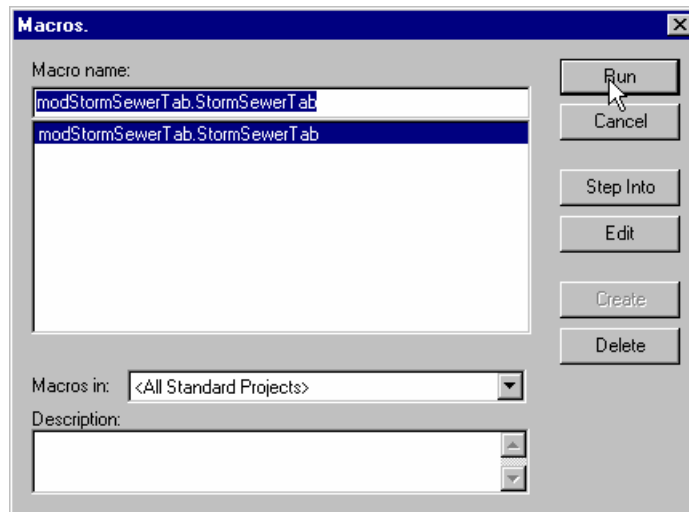 Macros.
Macro name:
Run
modStormSewerTab.StormSewerTab
Cancel
modStormSewerTab.StormSewerTab
Step Into
Edit
Create
Delete
Macros in: <All Standard Projects>
Description: